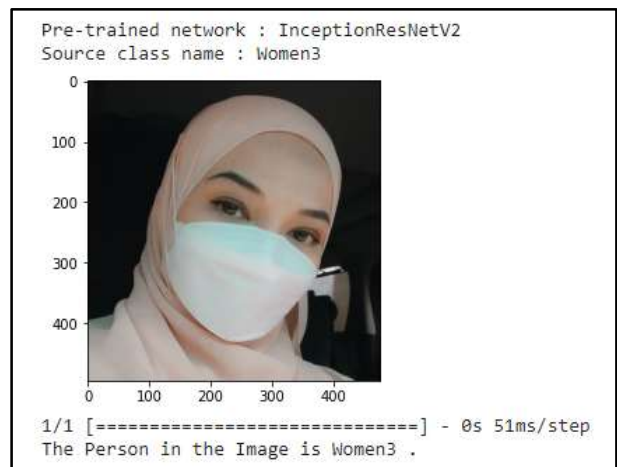 Pre-trained network : InceptionResNetV2
Source class name : Women3
0
100
200
300
400
0 100 200 300 400
1/1 [==============================] - 0s 51ms/step
The Person in the Image is Women3 .